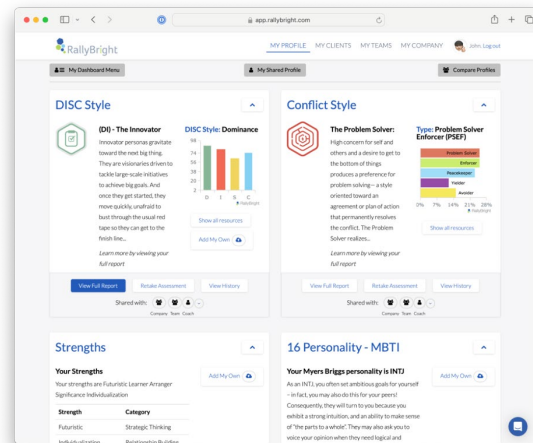 app.rallybright.com
RallyBright
MY PROFILE MY CLIENTS MY TEAMS MY COMPANY John Log out
My Dashboard Menu
My Shared Profile
Compare Profiles
DISC Style
(DI) - The Innovator
Innovator personas gravitate
toward the next big thing.
They are visionaries driven to
tackle large-scale initiatives
to achieve big goals. And
once they get started, they
move quickly, unafraid to
bust through the usual red
tape so they can get to the
finish line...
Learn more by viewing your
full report
DISC Style: Dominance
98
74
56
38
20
2
D I S C
RallyBright
Show all resources
Add My Own
View Full Report
Retake Assessment
View History
Shared with:
Company Team Coach
Conflict Style
The Problem Solver:
High concern for self and
others and a desire to get to
the bottom of things
produces a preference for
problem solving— a style
oriented toward an
agreement or plan of action
that permanently resolves
the conflict. The Problem
Solver realizes...
Learn more by viewing your
full report
Type: Problem Solver
Enforcer (PSEF)
Problem Solver
Enforcer
Peacekeeper
Yielder
Avoider
0% 7% 14% 21% 28%
RallyBright
Show all resources
View Full Report
Retake Assessment
View History
Shared with:
Company Team Coach
Strengths
Your Strengths
Your strengths are Futuristic Learner Arranger
Significance Individualization
Add My Own
Strength Category
Futuristic Strategic Thinking
Individualization Relationship Building
16 Personality - MBTI
Your Myers Briggs personality is INTJ
As an INTJ, you often set ambitious goals for yourself
– in fact, you may also do this for your peers!
Consequently, they will turn to you because you
exhibit a strong intuition, and an ability to make sense
of "the parts to a whole". They may also ask you to
voice your opinion when they need logical and
Add My Own